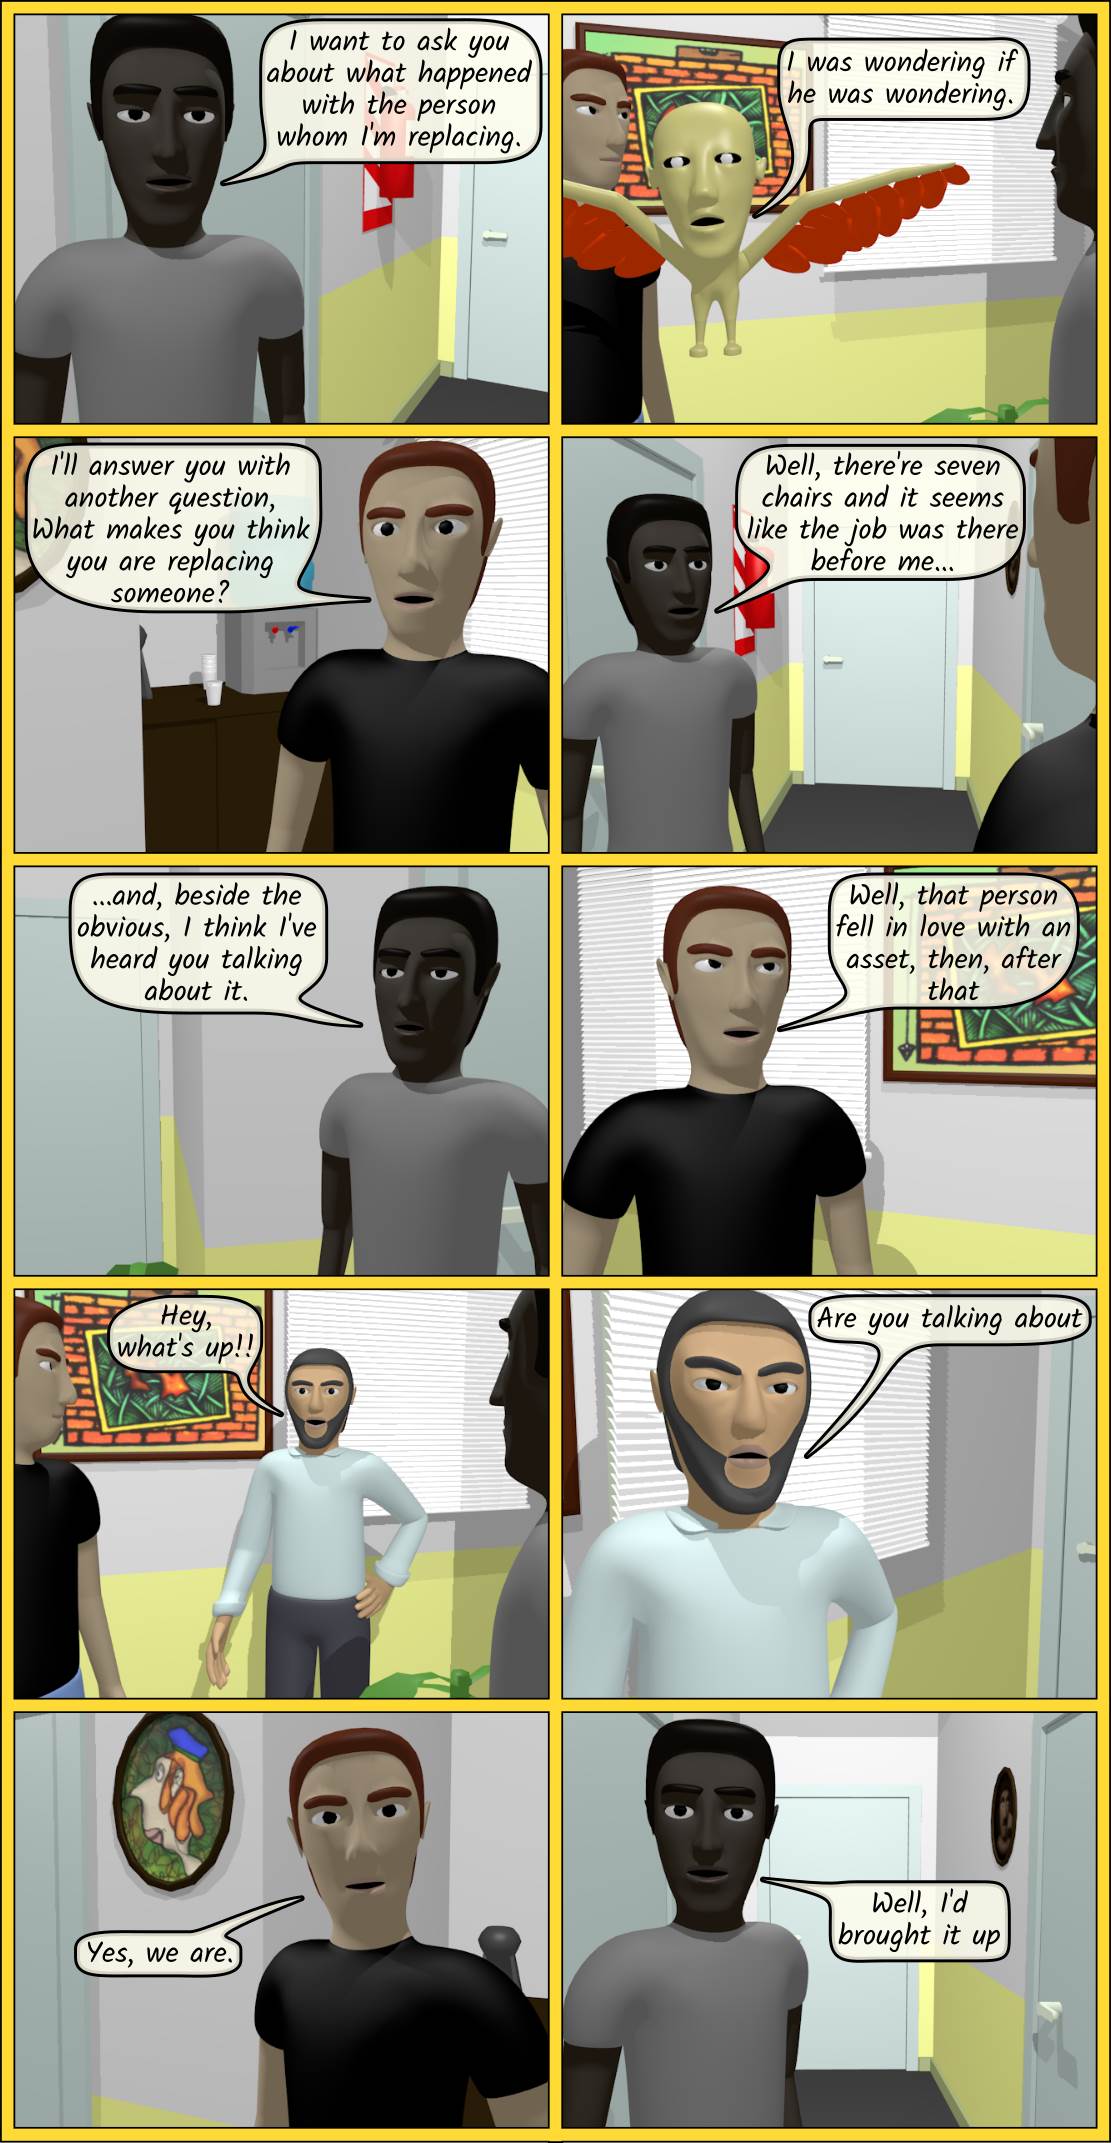 I want to ask you
about what happened
with the person
whom I'm replacing.
I was wondering if
he was wondering.
I'll answer you with
another question,
What makes you think
you are replacing
someone?
Well, there're seven
chairs and it seems
like the job was there
before me...
...and, beside the
obvious, I think I've
heard you talking
about it.
Well, that person
fell in love with an
asset, then, after
that
Hey,
what's up!!
Are you talking about
Yes, we are.
Well, I'd
brought it up